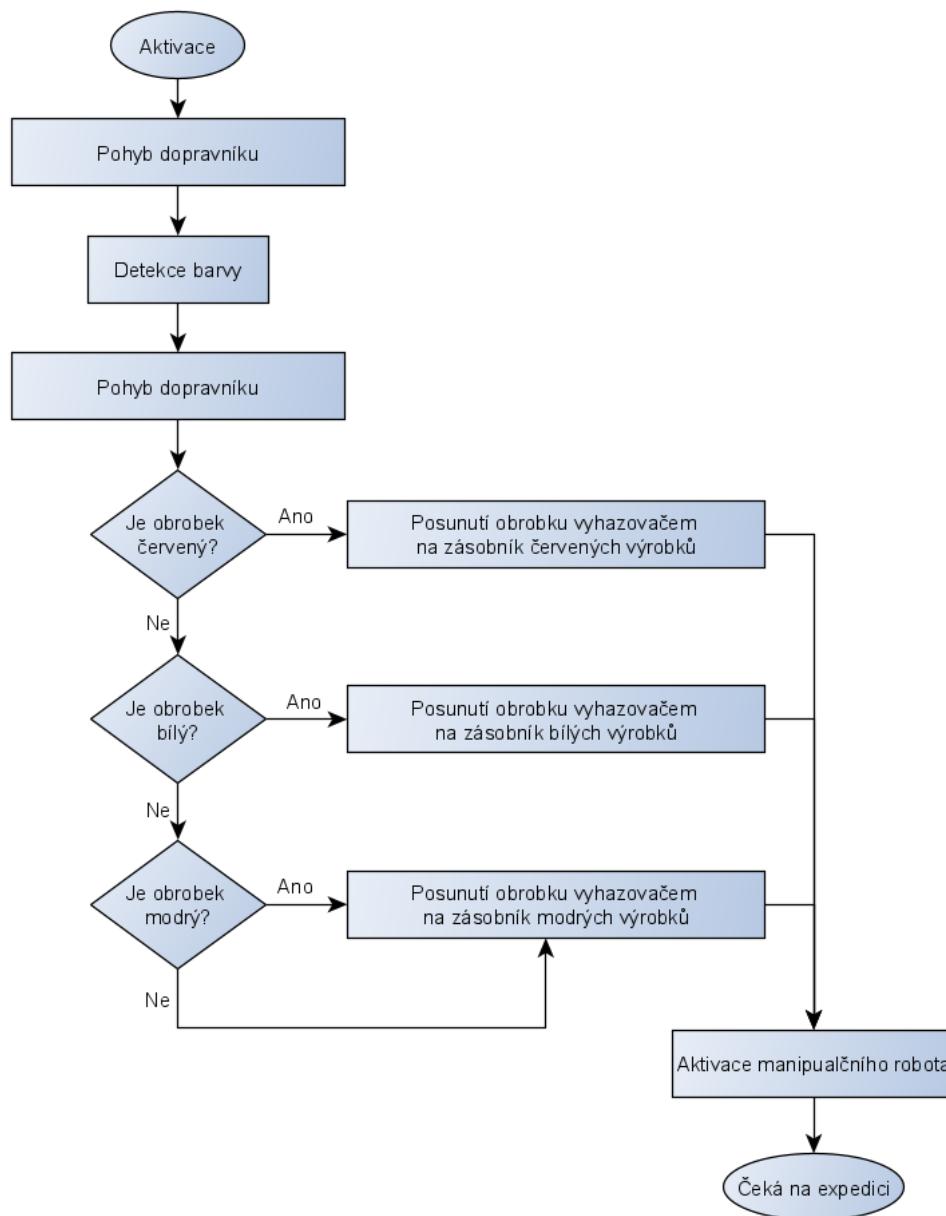 Aktivace
Pohyb dopravníku
Detekce barvy
Pohyb dopravníku
Je obrobek
červený?
Ano
Posunutí obrobku vyhazovačem
na zásobník červených výrobků
Ne
Je obrobek
bílý?
Ano
Posunutí obrobku vyhazovačem
na zásobník bílých výrobků
Ne
Je obrobek
modrý?
Ano
Posunutí obrobku vyhazovačem
na zásobník modrých výrobků
Ne
Aktivace manipualčního robota
Čeká na expedici